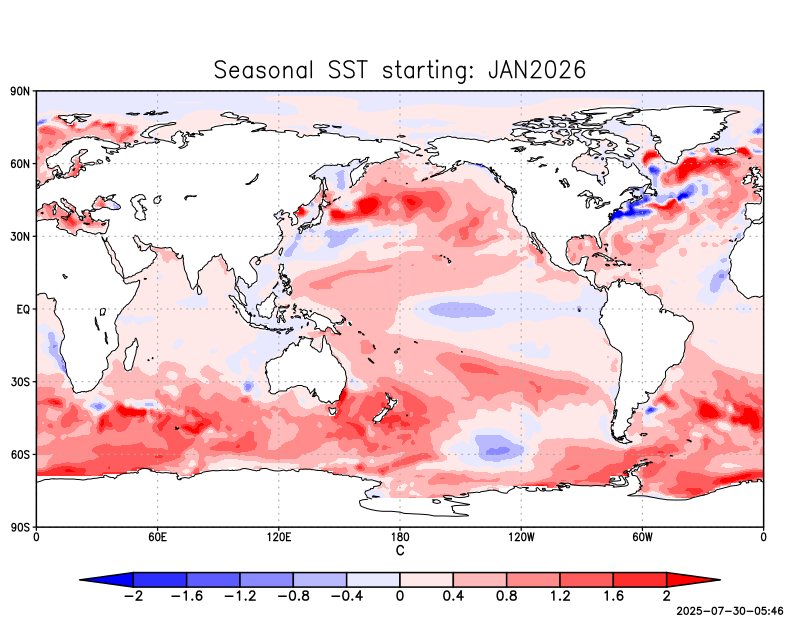 Seasonal SST starting: JAN2026
90N
60N
30N
EQ
30S
60S
90S
0 60E 120E 180 120W 60W 0
C
−2 −1.6 −1.2 −0.8 −0.4 0 0.4 0.8 1.2 1.6 2
2025-07-30-05:46